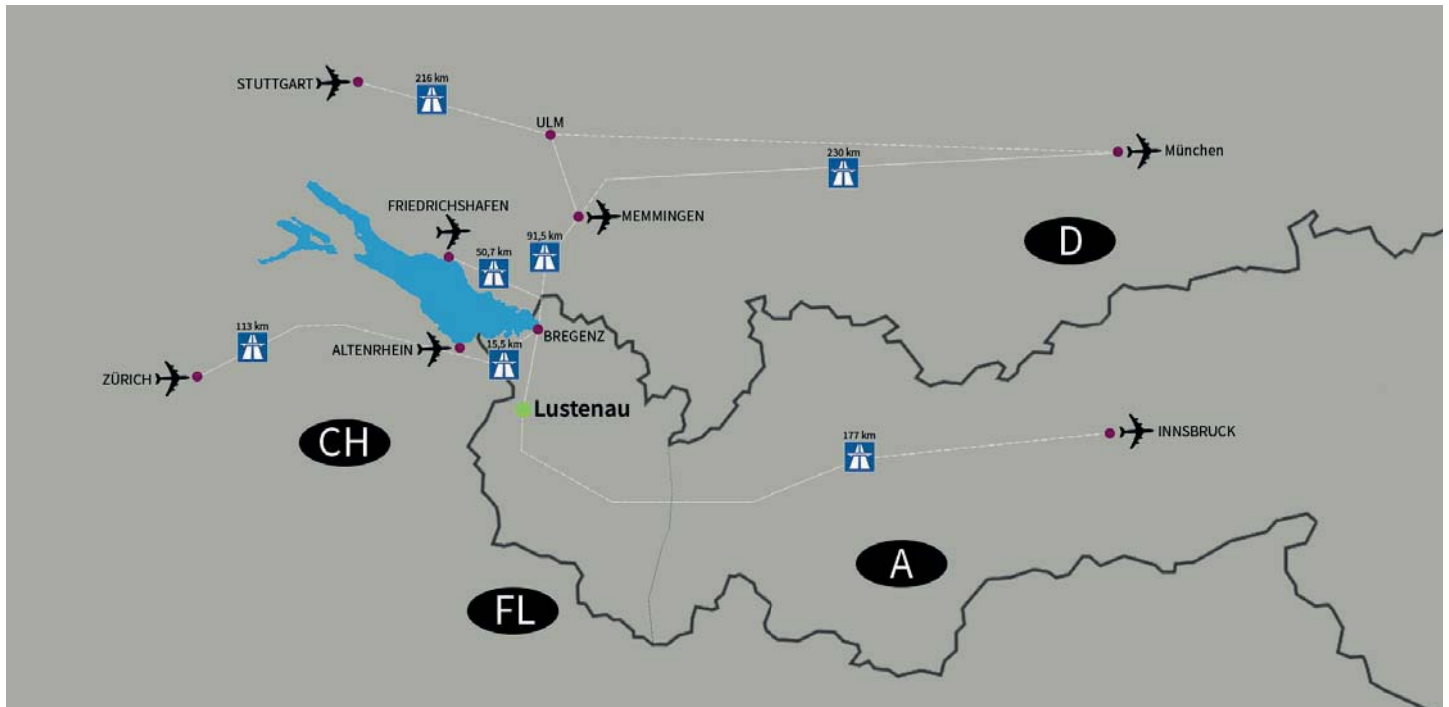 216 km
STUTTGART
ULM
230 km
München
FRIEDRICHSHAFEN
MEMMINGEN
91,5 km
D
50,7 km
113 km
BREGENZ
ALTENRHEIN
15,5 km
ZÜRICH
Lustenau
CH
177 km
INNSBRUCK
A
FL